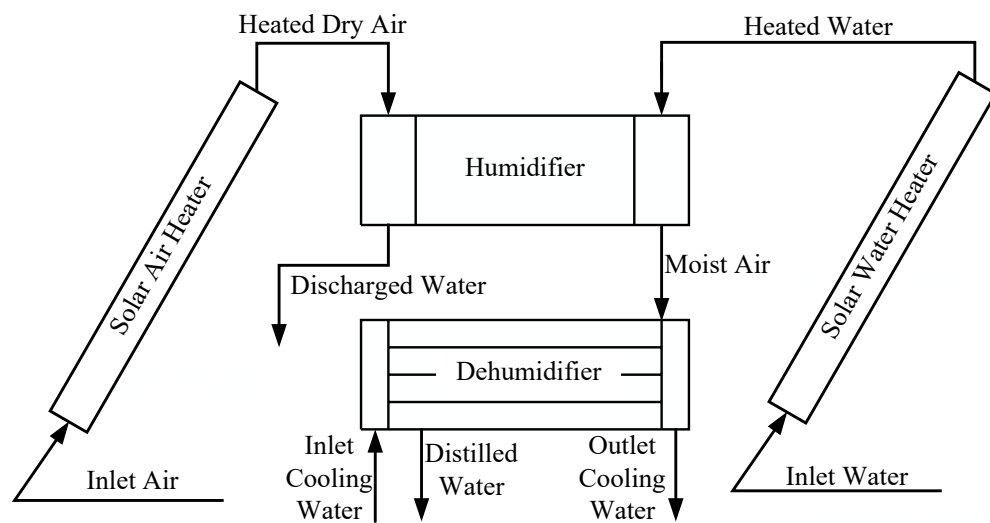 Heated Dry Air
Heated Water
Solar Air Heater
Humidifier
Solar Water Heater
Discharged Water
Moist Air
Dehumidifier
Inlet Air
Inlet
Cooling
Water
Distilled
Water
Outlet
Cooling
Water
Inlet Water